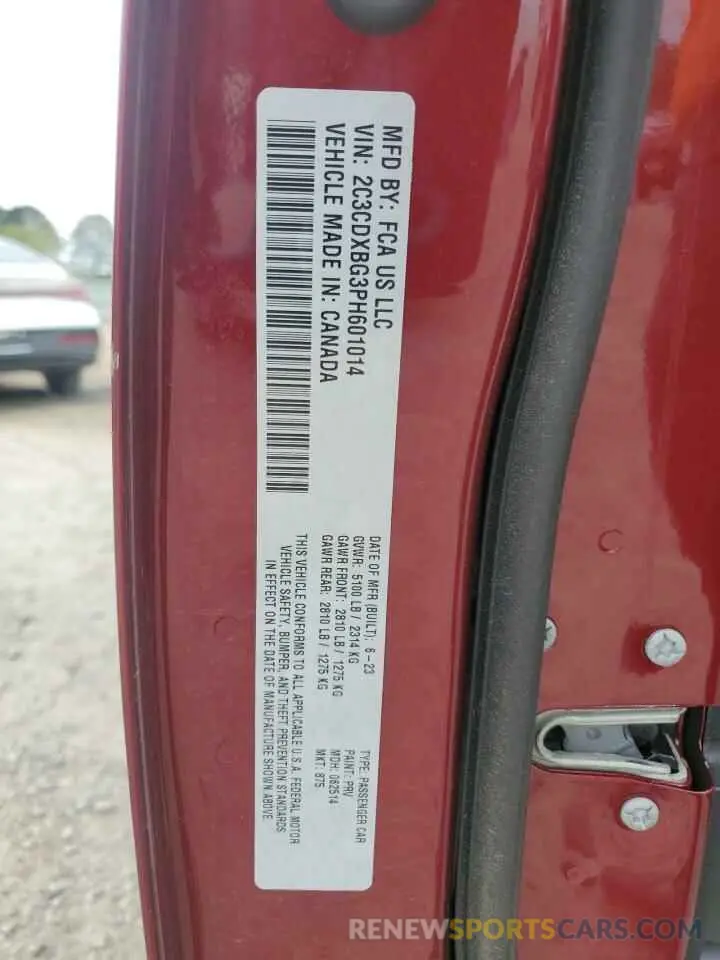 MFD BY: FCA US LLC
VIN: 2C3CDXBG3PH601014
VEHICLE MADE IN: CANADA
DATE OF MFR (BUILT): 6-23
GVWR: 5100 LB / 2314 KG
GAWR FRONT: 2810 LB / 1275 KG
GAWR REAR: 2810 LB / 1275 KG
THIS VEHICLE CONFORMS TO ALL APPLICABLE U.S.A. FEDERAL MOTOR
VEHICLE SAFETY, BUMPER, AND THEFT PREVENTION STANDARDS
IN EFFECT ON THE DATE OF MANUFACTURE SHOWN ABOVE.
TYPE: PASSENGER CAR
PAINT: PRV
MDH: 062514
MKT: 875
RENEWSPORTSCARS.COM